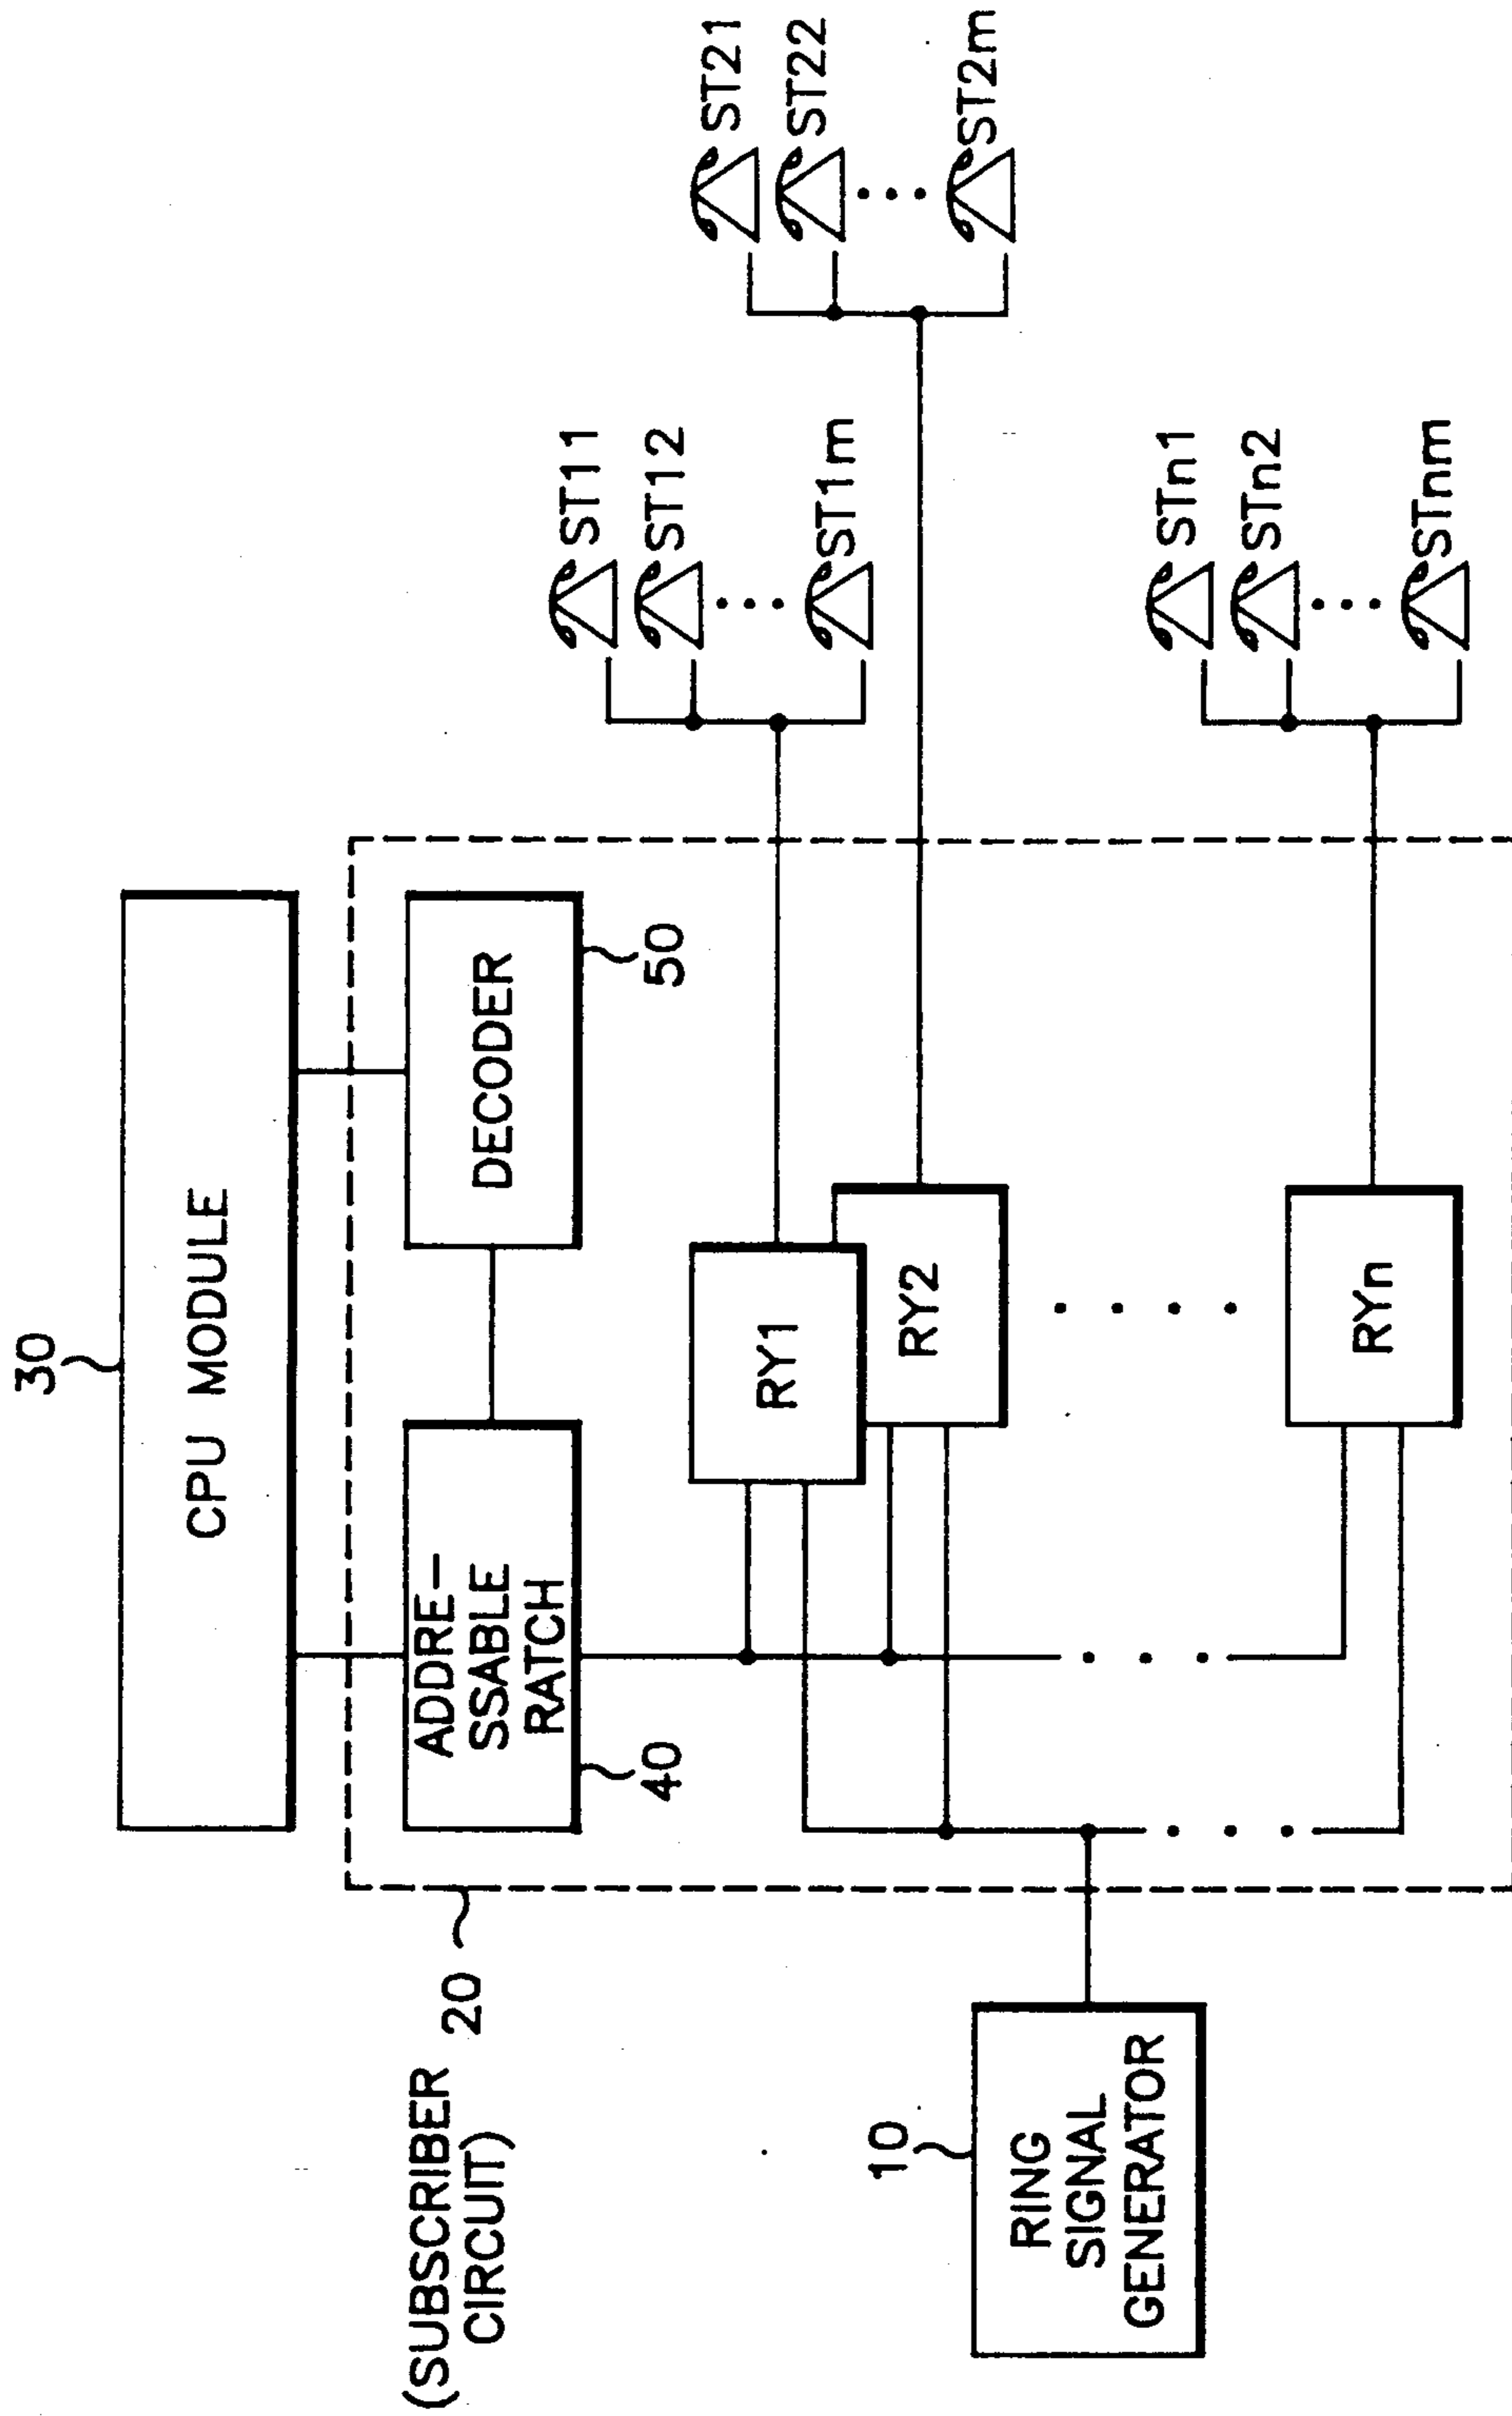 30
CPU MODULE
ADDRE-
SSABLE
RATCH
40
DECODER
50
(SUBSCRIBER
CIRCUIT)
20
RY1
RY2
RYn
10
RING
SIGNAL
GENERATOR
ST11
ST12
ST1m
ST21
ST22
ST2m
STn1
STn2
STnm